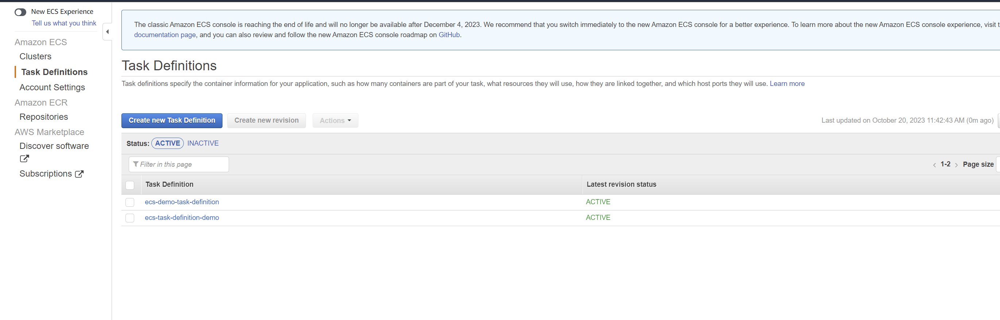 New ECS Experience
Tell us what you think
Amazon ECS
Clusters
Task Definitions
Account Settings
Amazon ECR
Repositories
AWS Marketplace
Discover software
Subscriptions
The classic Amazon ECS console is reaching the end of life and will no longer be available after December 4, 2023. We recommend that you switch immediately to the new Amazon ECS console for a better experience. To learn more about the new Amazon ECS console experience, visit t
documentation page, and you can also review and follow the new Amazon ECS console roadmap on GitHub.
Task Definitions
Task definitions specify the container information for your application, such as how many containers are part of your task, what resources they will use, how they are linked together, and which host ports they will use. Learn more
Create new Task Definition Create new revision Actions Last updated on October 20, 2023 11:42:43 AM (0m ago)
Status: ACTIVE INACTIVE
Filter in this page < 1-2 > Page size
Task Definition Latest revision status
ecs-demo-task-definition ACTIVE
ecs-task-definition-demo ACTIVE